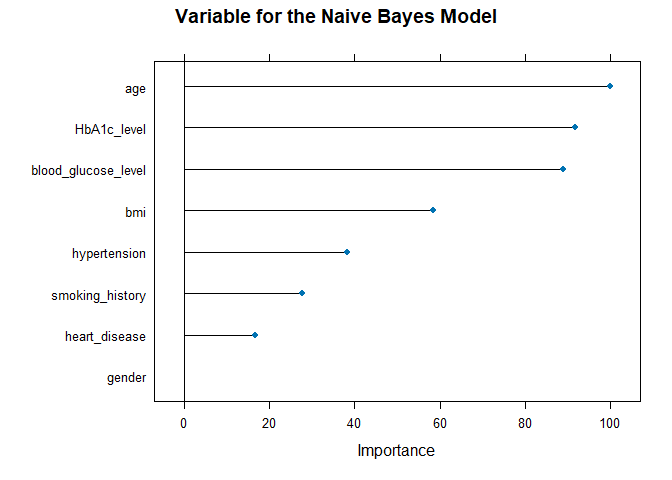 Variable for the Naive Bayes Model
age
HbA1c_level
blood_glucose_level
bmi
hypertension
smoking_history
heart_disease
gender
0 20 40 60 80 100
Importance